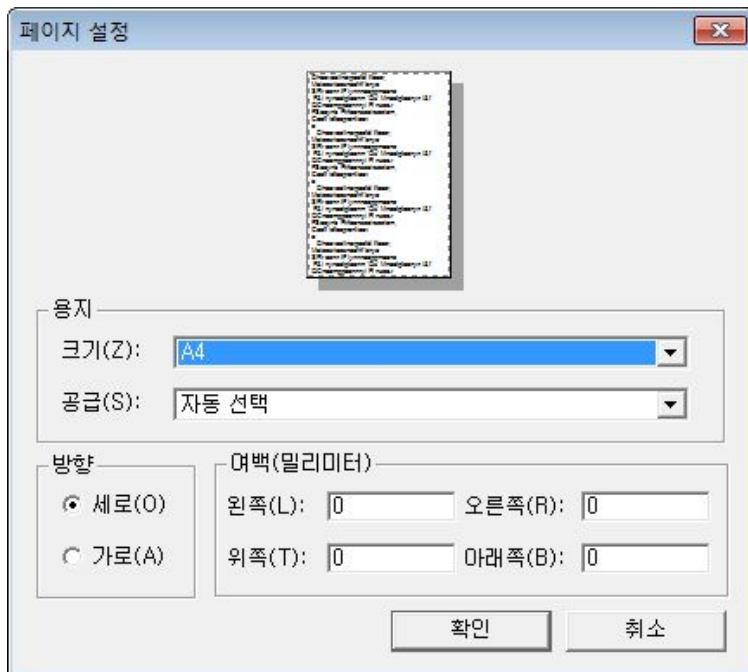 페이지 설정
용지
크기(Z): A4
공급(S): 자동 선택
방향
세로(O)
가로(A)
여백(밀리미터)
왼쪽(L): 0 오른쪽(R): 0
위쪽(T): 0 아래쪽(B): 0
확인 취소